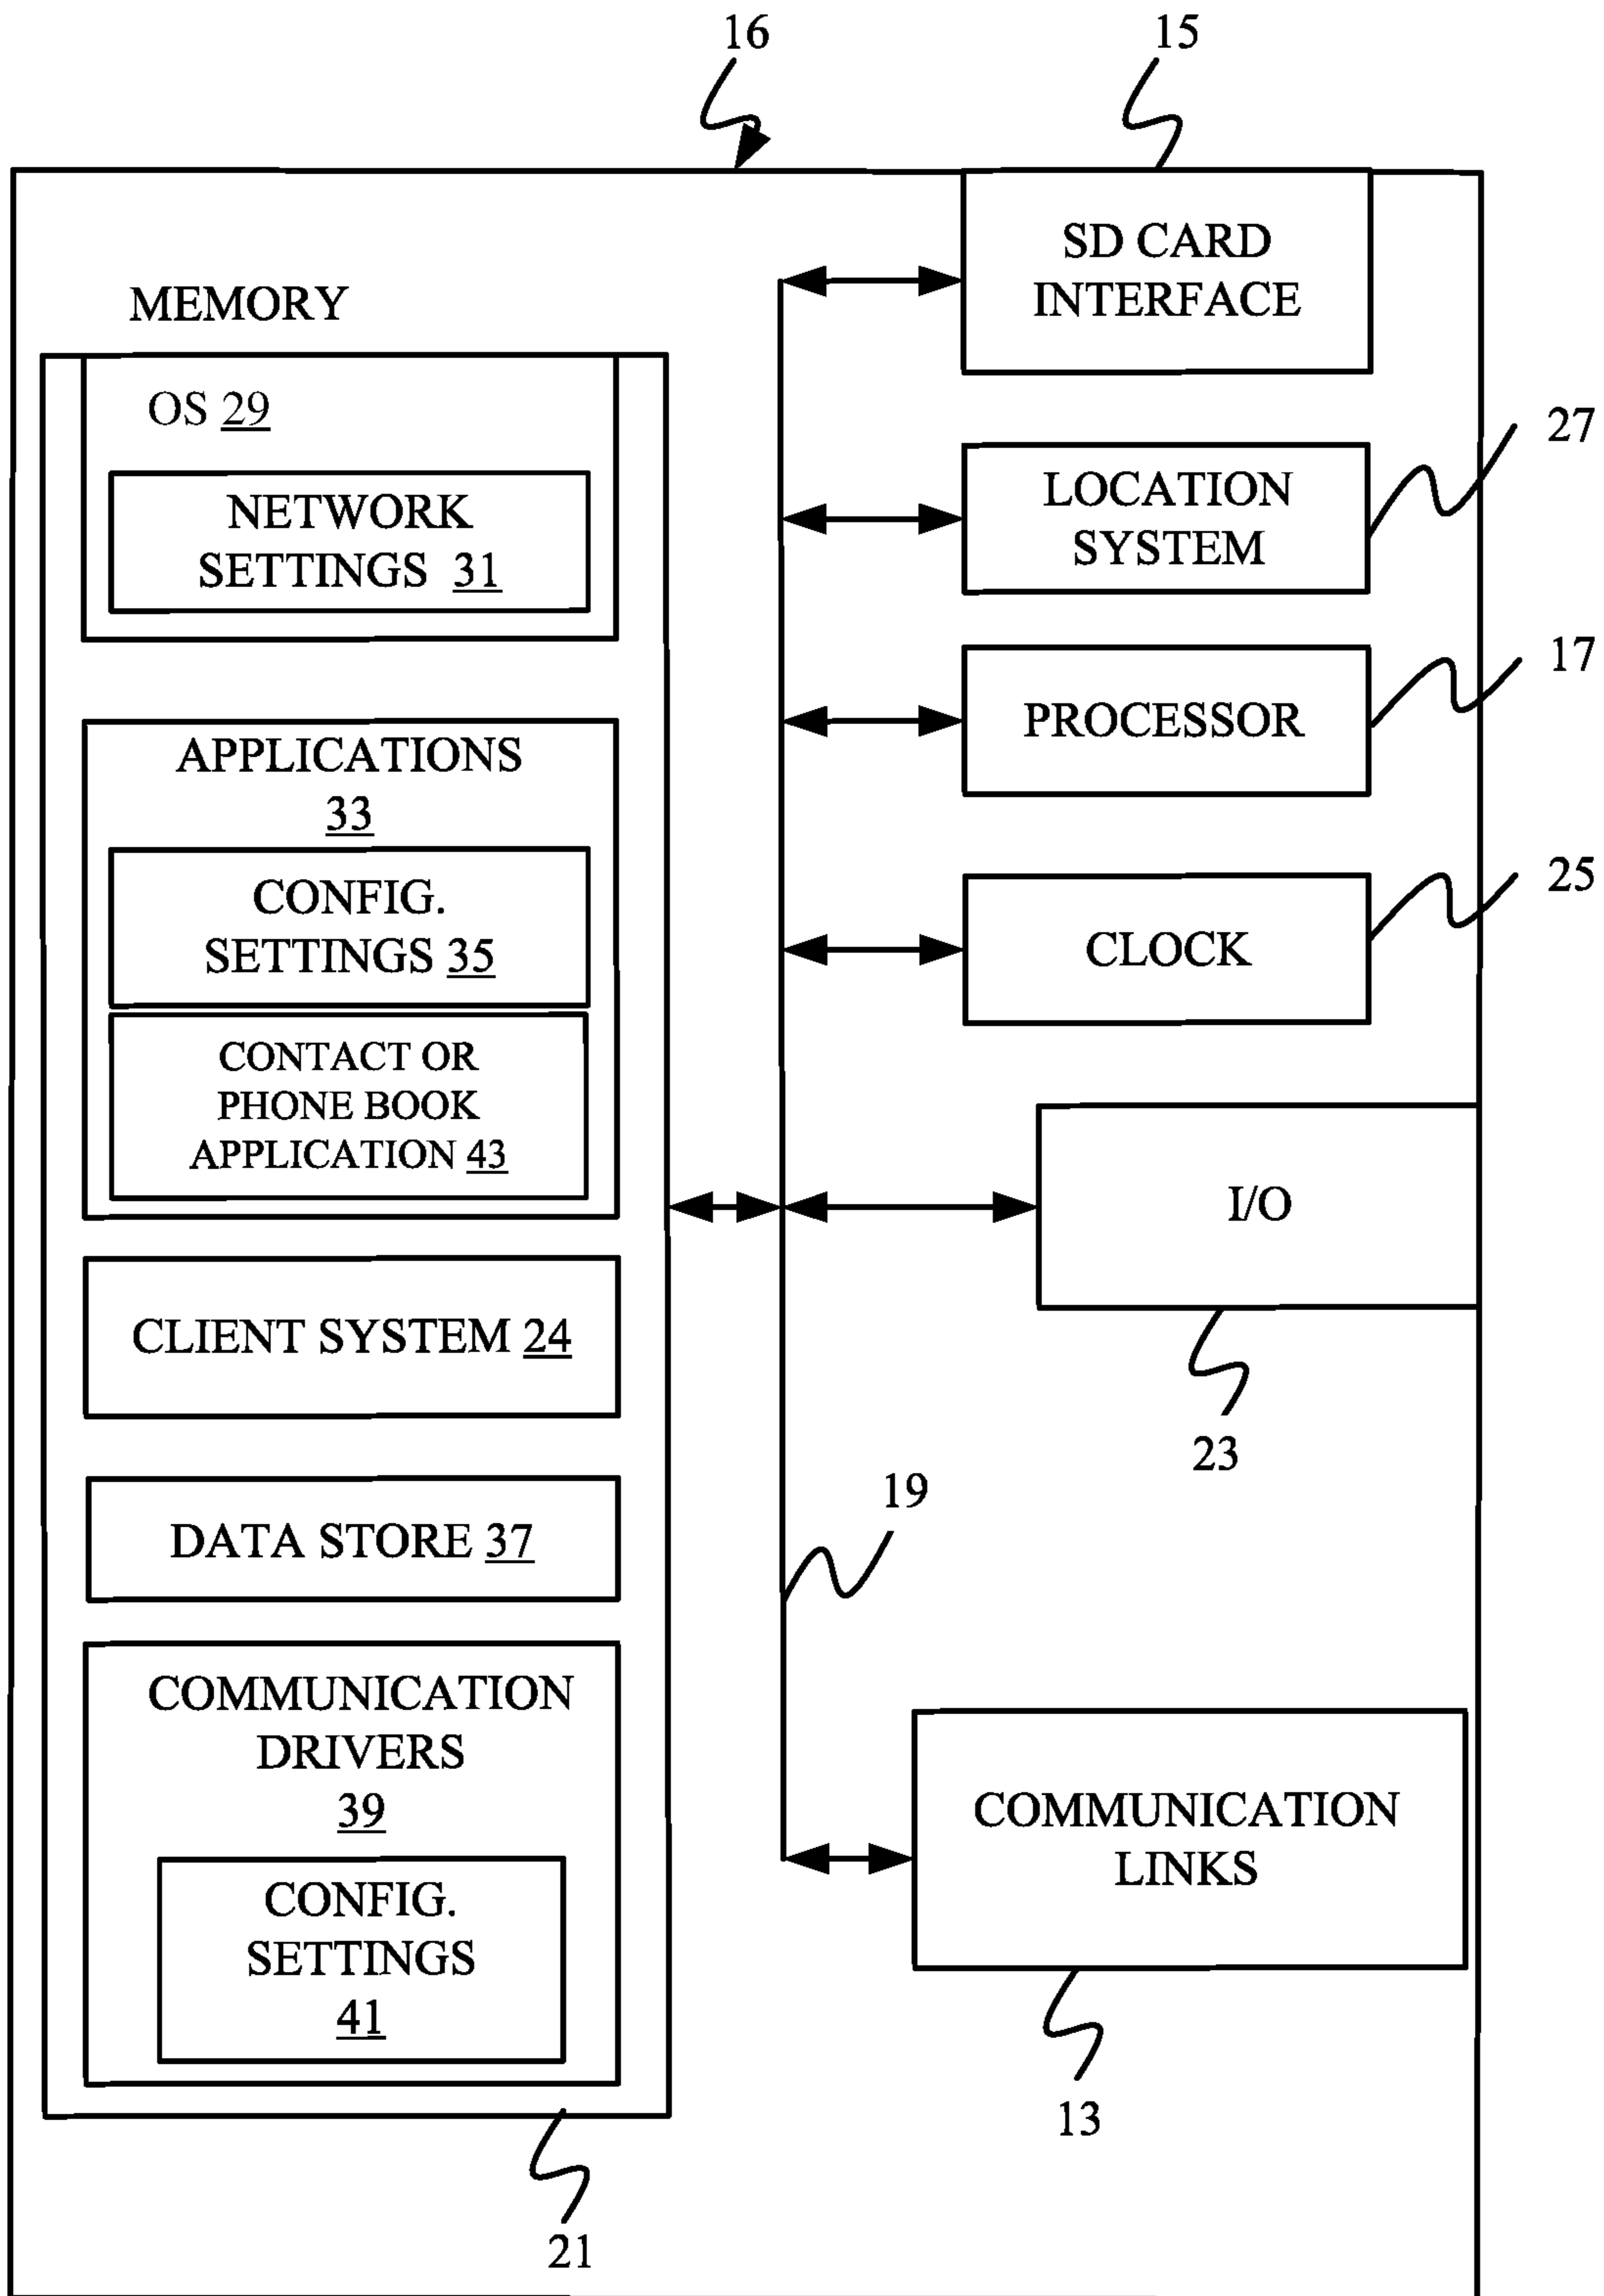 16
15
SD CARD
INTERFACE
MEMORY
OS 29
NETWORK
SETTINGS 31
LOCATION
SYSTEM
27
PROCESSOR
17
APPLICATIONS
33
CONFIG.
SETTINGS 35
CONTACT OR
PHONE BOOK
APPLICATION 43
CLOCK
25
I/O
23
CLIENT SYSTEM 24
DATA STORE 37
19
COMMUNICATION
DRIVERS
39
CONFIG.
SETTINGS
41
COMMUNICATION
LINKS
13
21